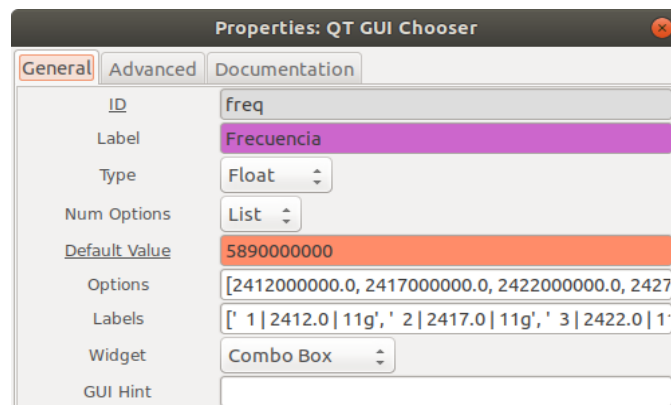 Properties: QT GUI Chooser
General Advanced Documentation
ID freq
Label Frecuencia
Type Float
Num Options List
Default Value 5890000000
Options [2412000000.0, 2417000000.0, 2422000000.0, 2427
Labels [' 1 | 2412.0 | 11g', ' 2 | 2417.0 | 11g', ' 3 | 2422.0 | 1
Widget Combo Box
GUI Hint